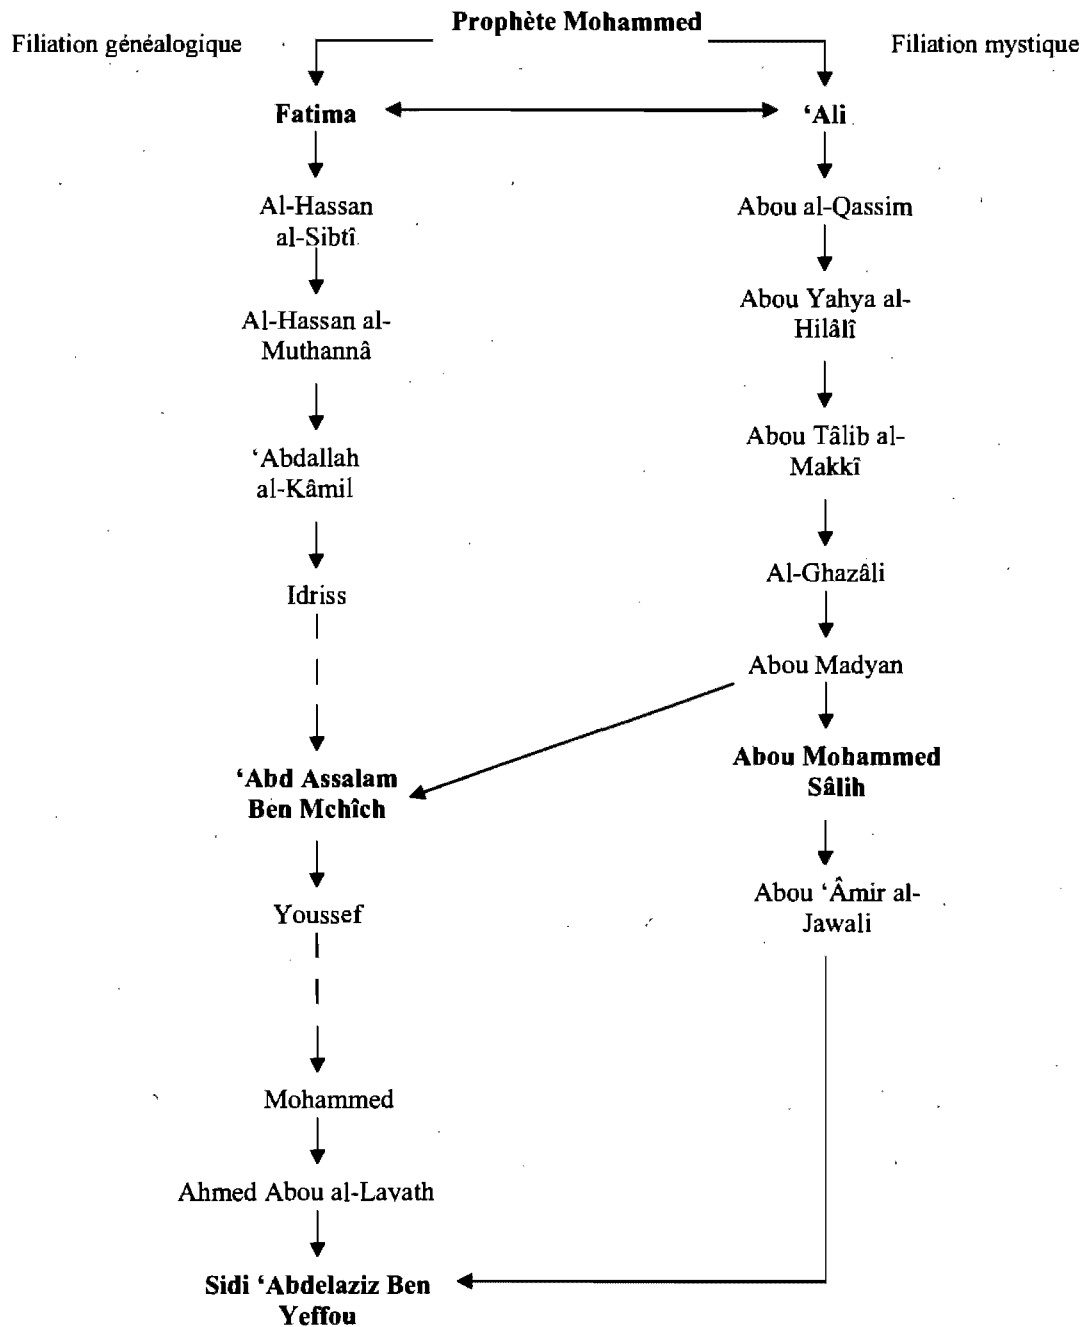 Prophète Mohammed
Filiation généalogique
Filiation mystique
Fatima
‘Ali
Al-Hassan
al-Sibtî
Abou al-Qassim
Al-Hassan al-
Muthannâ
Abou Yahya al-
Hilâlî
‘Abdallah
al-Kâmil
Abou Tâlib al-
Makkî
Idriss
Al-Ghazâli
Abou Madyan
‘Abd Assalam
Ben Mchîch
Abou Mohammed
Sâlih
Youssef
Abou ‘Âmir al-
Jawali
Mohammed
Ahmed Abou al-Lavath
Sidi ‘Abdelaziz Ben
Yeffou